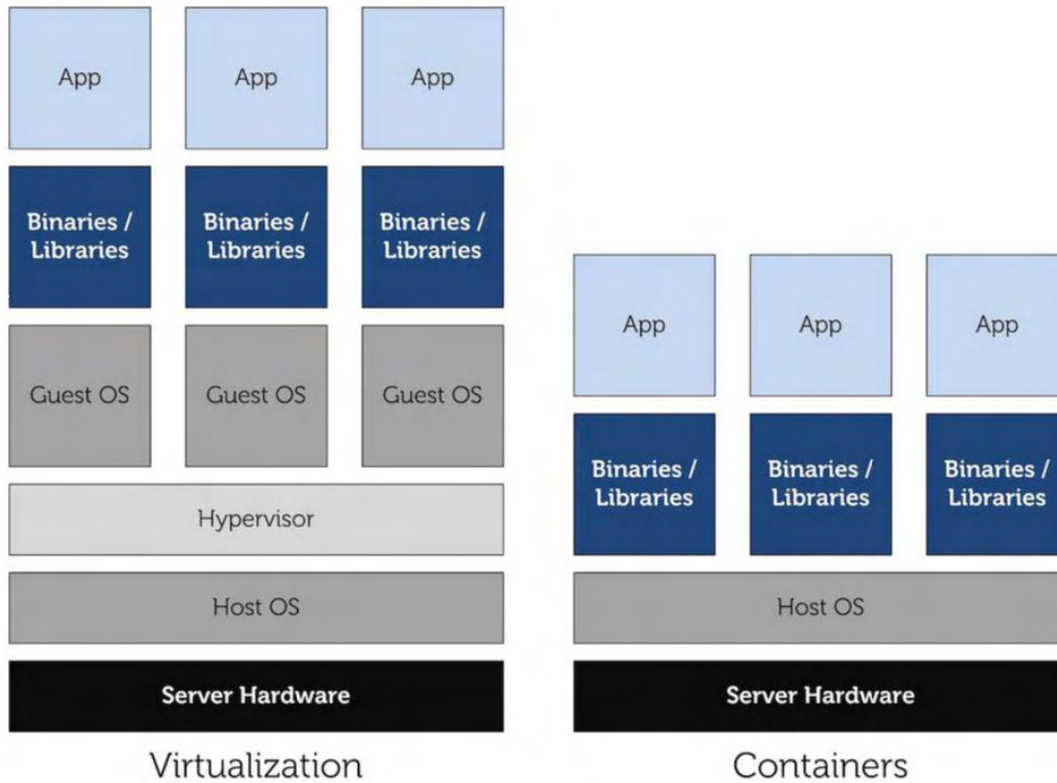 App
App
App
Binaries /
Libraries
Binaries /
Libraries
Binaries /
Libraries
Guest OS
Guest OS
Guest OS
Hypervisor
Host OS
Server Hardware
Virtualization
App
App
App
Binaries /
Libraries
Binaries /
Libraries
Binaries /
Libraries
Host OS
Server Hardware
Containers